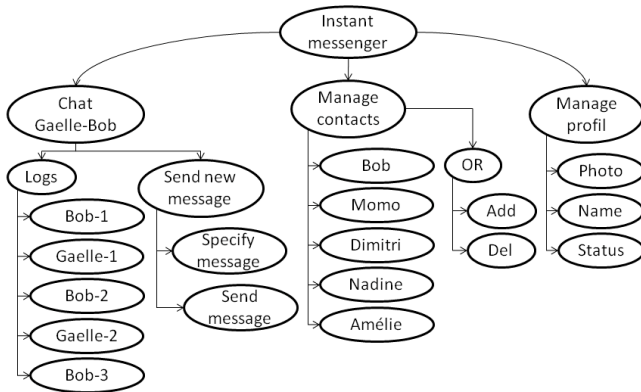 Instant
messenger
Chat
Gaelle-Bob
Manage
contacts
Manage
profil
Logs
Send new
message
Bob
OR
Photo
Bob-1
Momo
Add
Name
Gaelle-1
Specify
message
Dimitri
Del
Status
Bob-2
Nadine
Gaelle-2
Send
message
Amélie
Bob-3